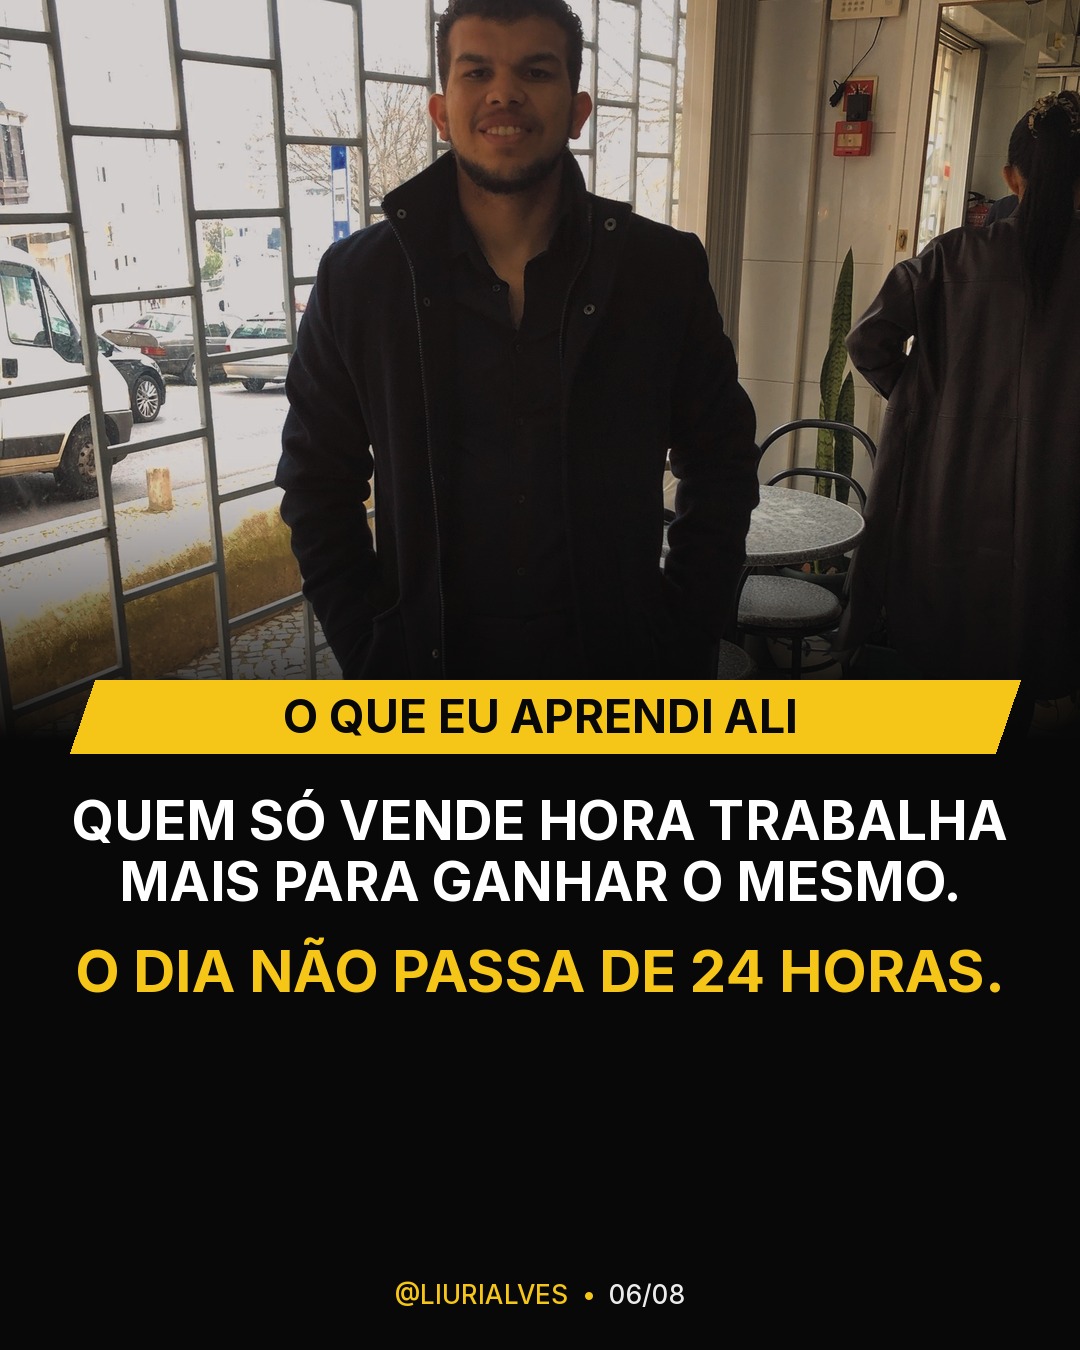 O QUE EU APRENDI ALI
QUEM SÓ VENDE HORA TRABALHA
MAIS PARA GANHAR O MESMO.
O DIA NÃO PASSA DE 24 HORAS.
@LIURIALVES • 06/08